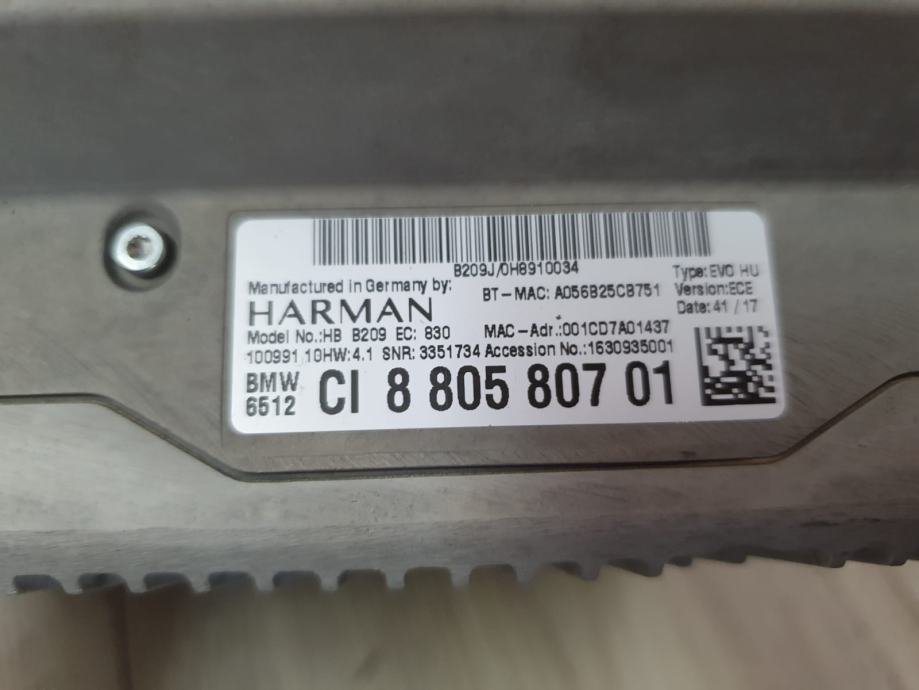 B209J/0H8910034
Manufactured in Germany by:
HARMAN
BT-MAC: A056B25CB751
Type:EVO HU
Version:ECE
Date: 41 / 17
Model No.:HB B209 EC: 830 MAC-Adr.:001CD7A01437
100991 10HW:4.1 SNR: 3351734 Accession No.:1630935001
BMW
6512
CI 8 805 807 01